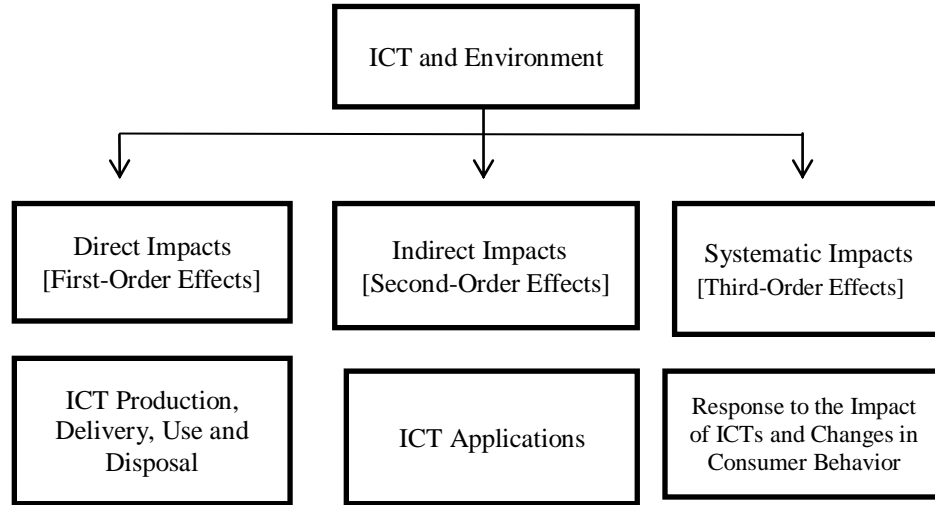 ICT and Environment
Direct Impacts
[First-Order Effects]
Indirect Impacts
[Second-Order Effects]
Systematic Impacts
[Third-Order Effects]
ICT Production,
Delivery, Use and
Disposal
ICT Applications
Response to the Impact
of ICTs and Changes in
Consumer Behavior